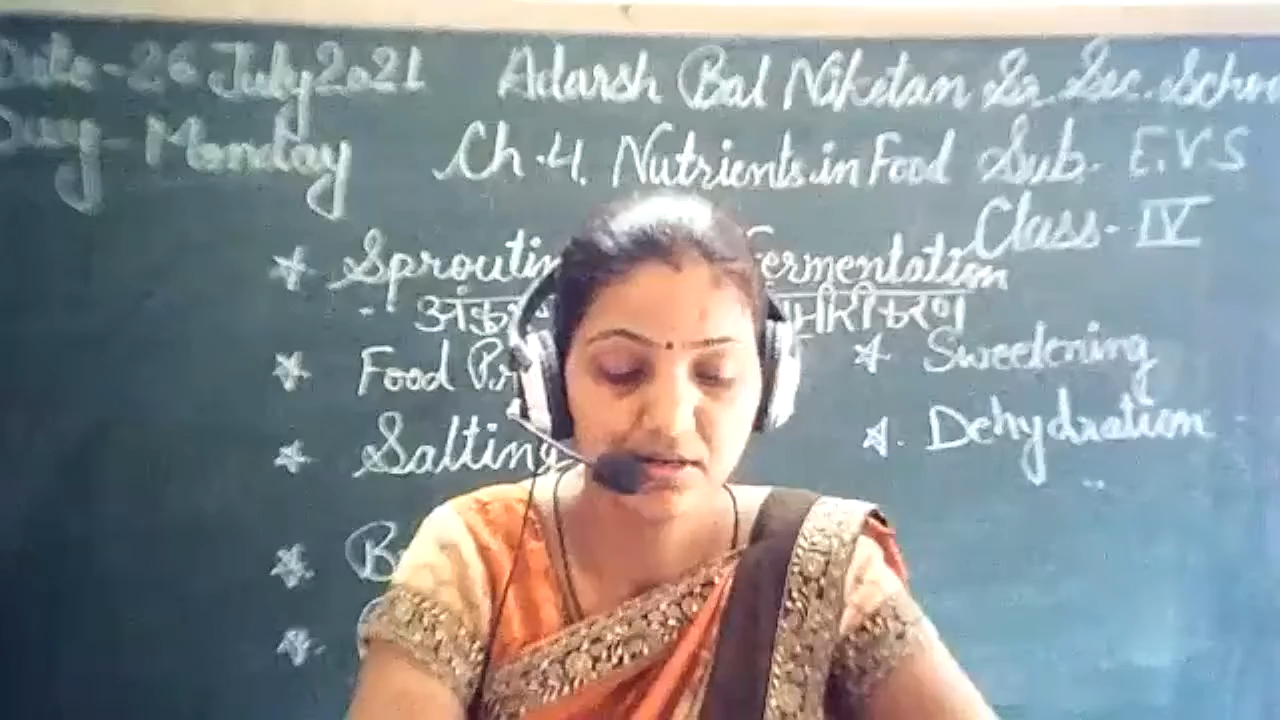 Date-26 July 2021
Day- Monday
Adarsh Bal Niketan Sr. Sec. School
Ch-4. Nutrients in Food Sub- E.V.S
Class- IV
Sproutin Fermentation
Food
Sweetening
Salting
Dehydration